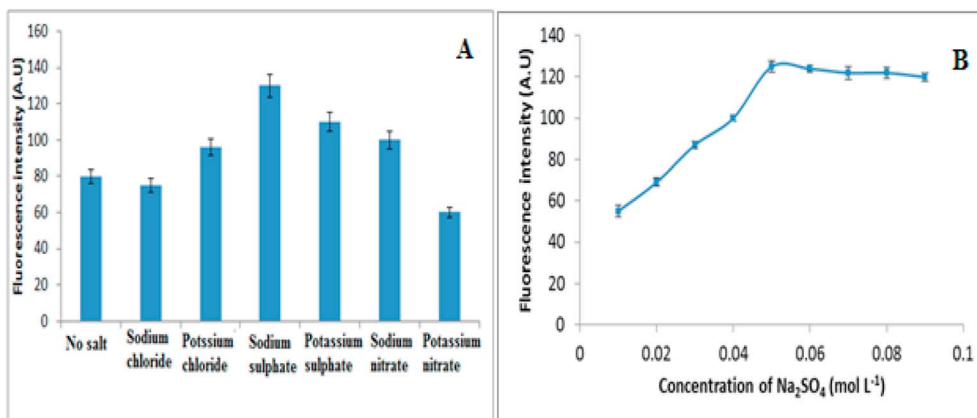 A
Fluorescence intensity (A.U)
160
140
120
100
80
60
40
20
0
No salt
Sodium
chloride
Potssium
chloride
Sodium
sulphate
Potassium
sulphate
Sodium
nitrate
Potassium
nitrate
B
Fluorescence intensity (A.U)
140
120
100
80
60
40
20
0
0
0.02
0.04
0.06
0.08
0.1
Concentration of Na₂SO₄ (mol L⁻¹)